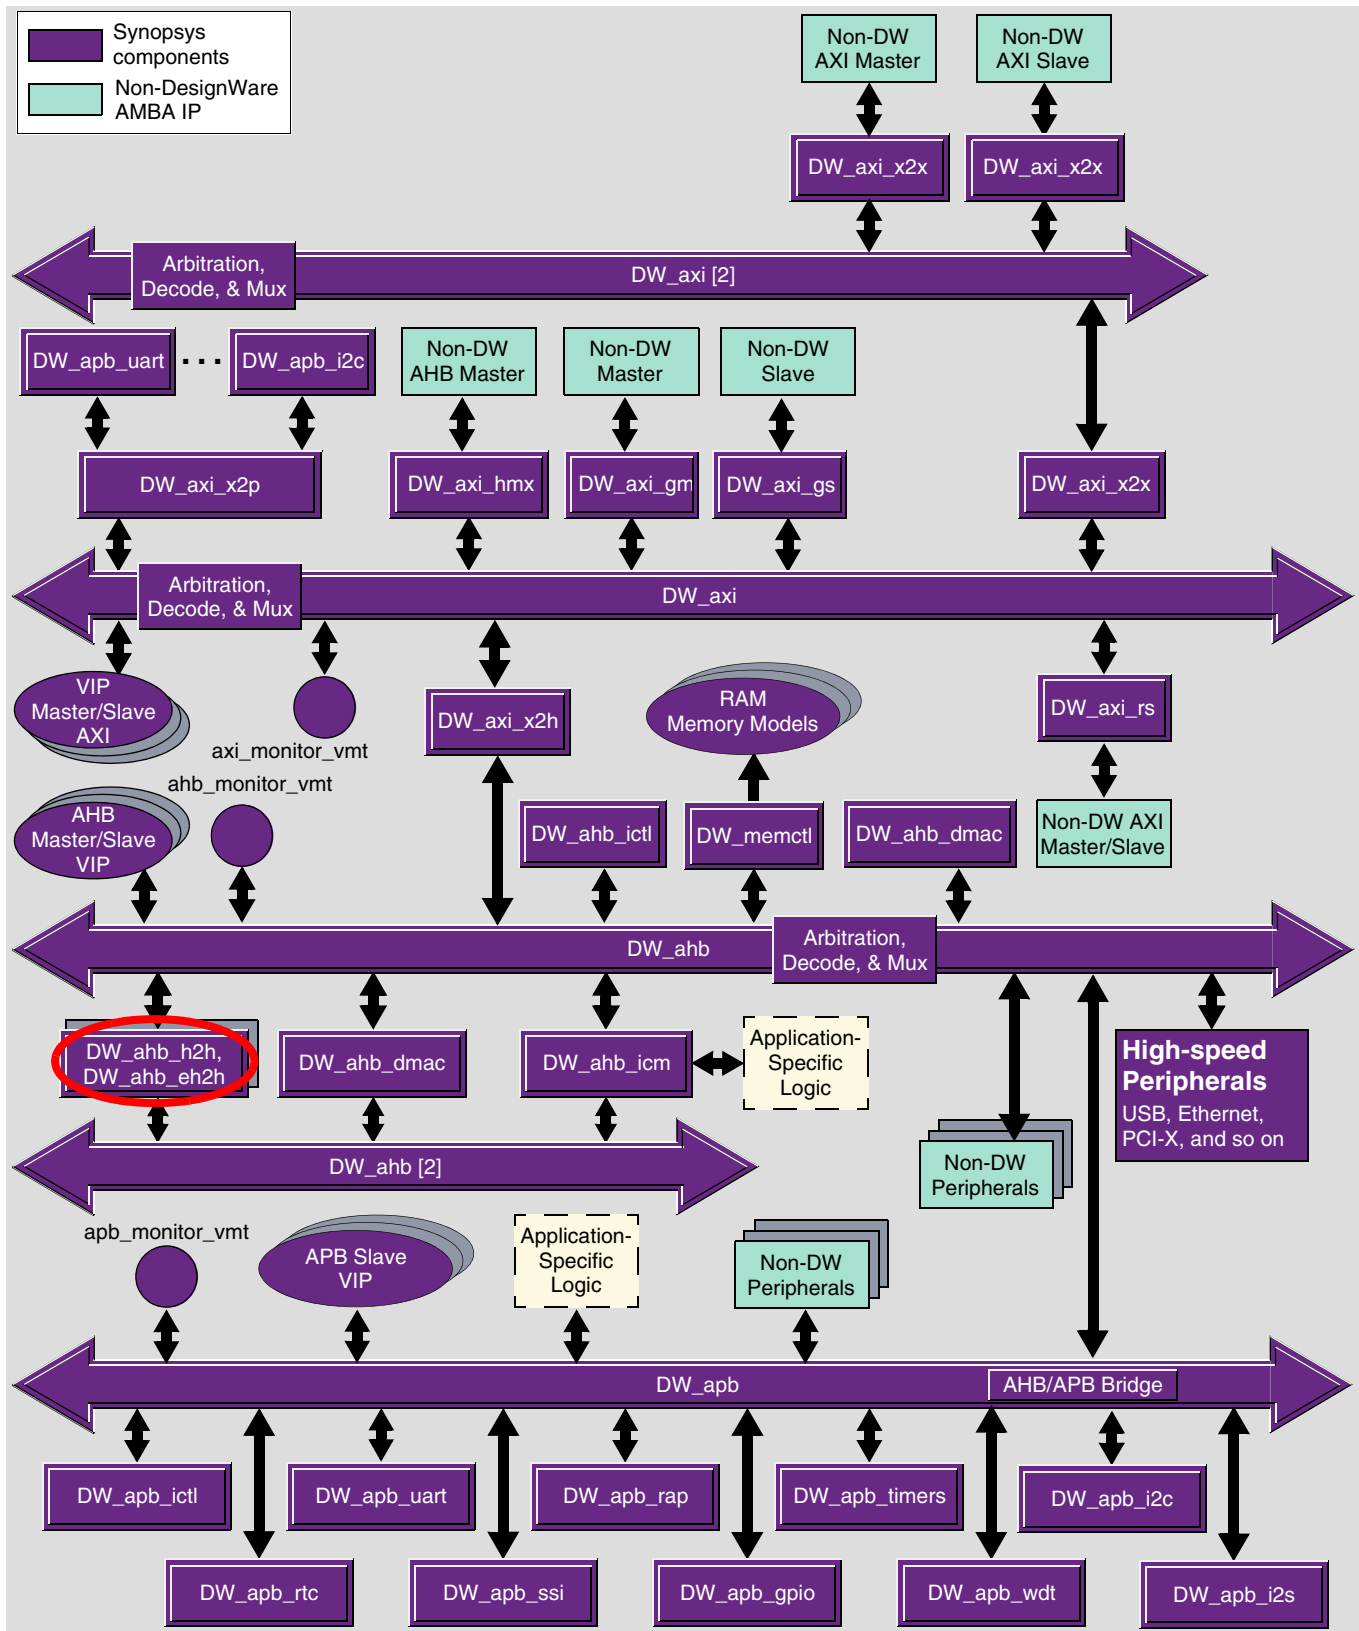 Synopsys
components
Non-DesignWare
AMBA IP
Non-DW
AXI Master
Non-DW
AXI Slave
DW_axi_x2x
DW_axi_x2x
Arbitration,
Decode, & Mux
DW_axi [2]
DW_apb_uart
. . .
DW_apb_i2c
Non-DW
AHB Master
Non-DW
Master
Non-DW
Slave
DW_axi_x2p
DW_axi_hmx
DW_axi_gm
DW_axi_gs
DW_axi_x2x
Arbitration,
Decode, & Mux
DW_axi
VIP
Master/Slave
AXI
axi_monitor_vmt
DW_axi_x2h
RAM
Memory Models
DW_axi_rs
ahb_monitor_vmt
AHB
Master/Slave
VIP
DW_ahb_ictl
DW_memctl
DW_ahb_dmac
Non-DW AXI
Master/Slave
DW_ahb
Arbitration,
Decode, & Mux
DW_ahb_h2h,
DW_ahb_eh2h
DW_ahb_dmac
DW_ahb_icm
Application-
Specific
Logic
High-speed
Peripherals
USB, Ethernet,
PCI-X, and so on
DW_ahb [2]
Non-DW
Peripherals
apb_monitor_vmt
APB Slave
VIP
Application-
Specific
Logic
Non-DW
Peripherals
DW_apb
AHB/APB Bridge
DW_apb_ictl
DW_apb_uart
DW_apb_rap
DW_apb_timers
DW_apb_i2c
DW_apb_rtc
DW_apb_ssi
DW_apb_gpio
DW_apb_wdt
DW_apb_i2s